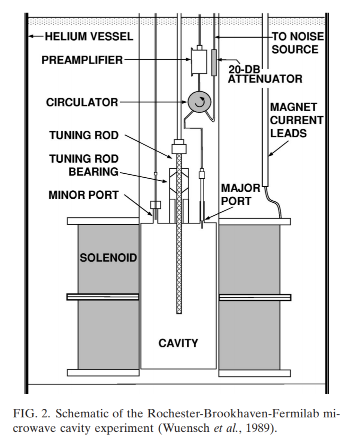 HELIUM VESSEL
TO NOISE
SOURCE
PREAMPLIFIER
20-DB
ATTENUATOR
CIRCULATOR
MAGNET
CURRENT
LEADS
TUNING ROD
TUNING ROD
BEARING
MINOR PORT
MAJOR
PORT
SOLENOID
CAVITY
FIG. 2. Schematic of the Rochester-Brookhaven-Fermilab mi-
crowave cavity experiment (Wuensch et al., 1989).